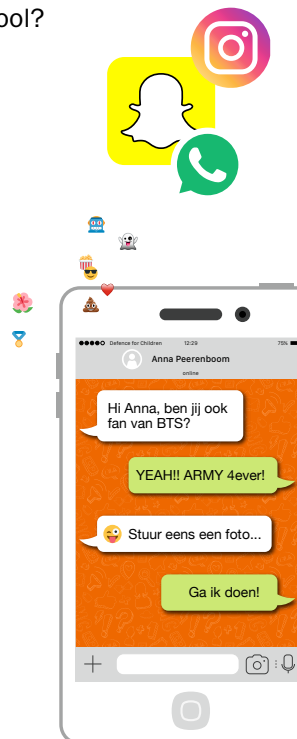 ool?
Defence for Children 12:29 75%
Anna Peerenboom
online
Hi Anna, ben jij ook
fan van BTS?
YEAH!! ARMY 4ever!
Stuur eens een foto...
Ga ik doen!